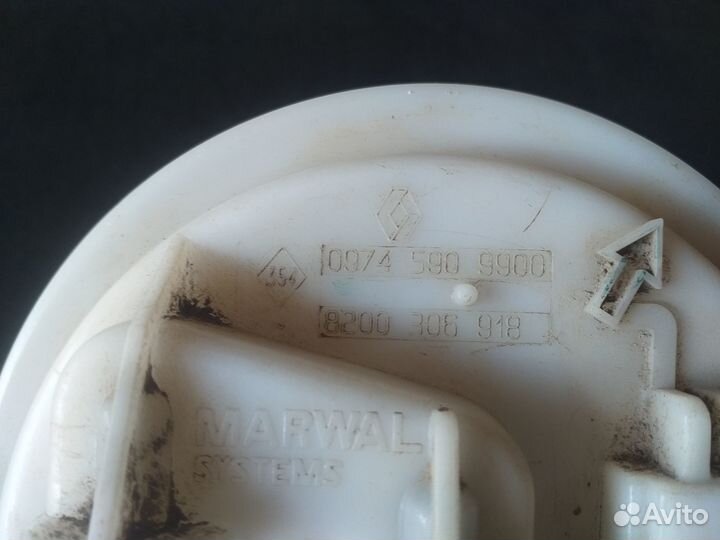 354
0974 590 9900
8200 306 918
MARWAL
SYSTEMS
Avito